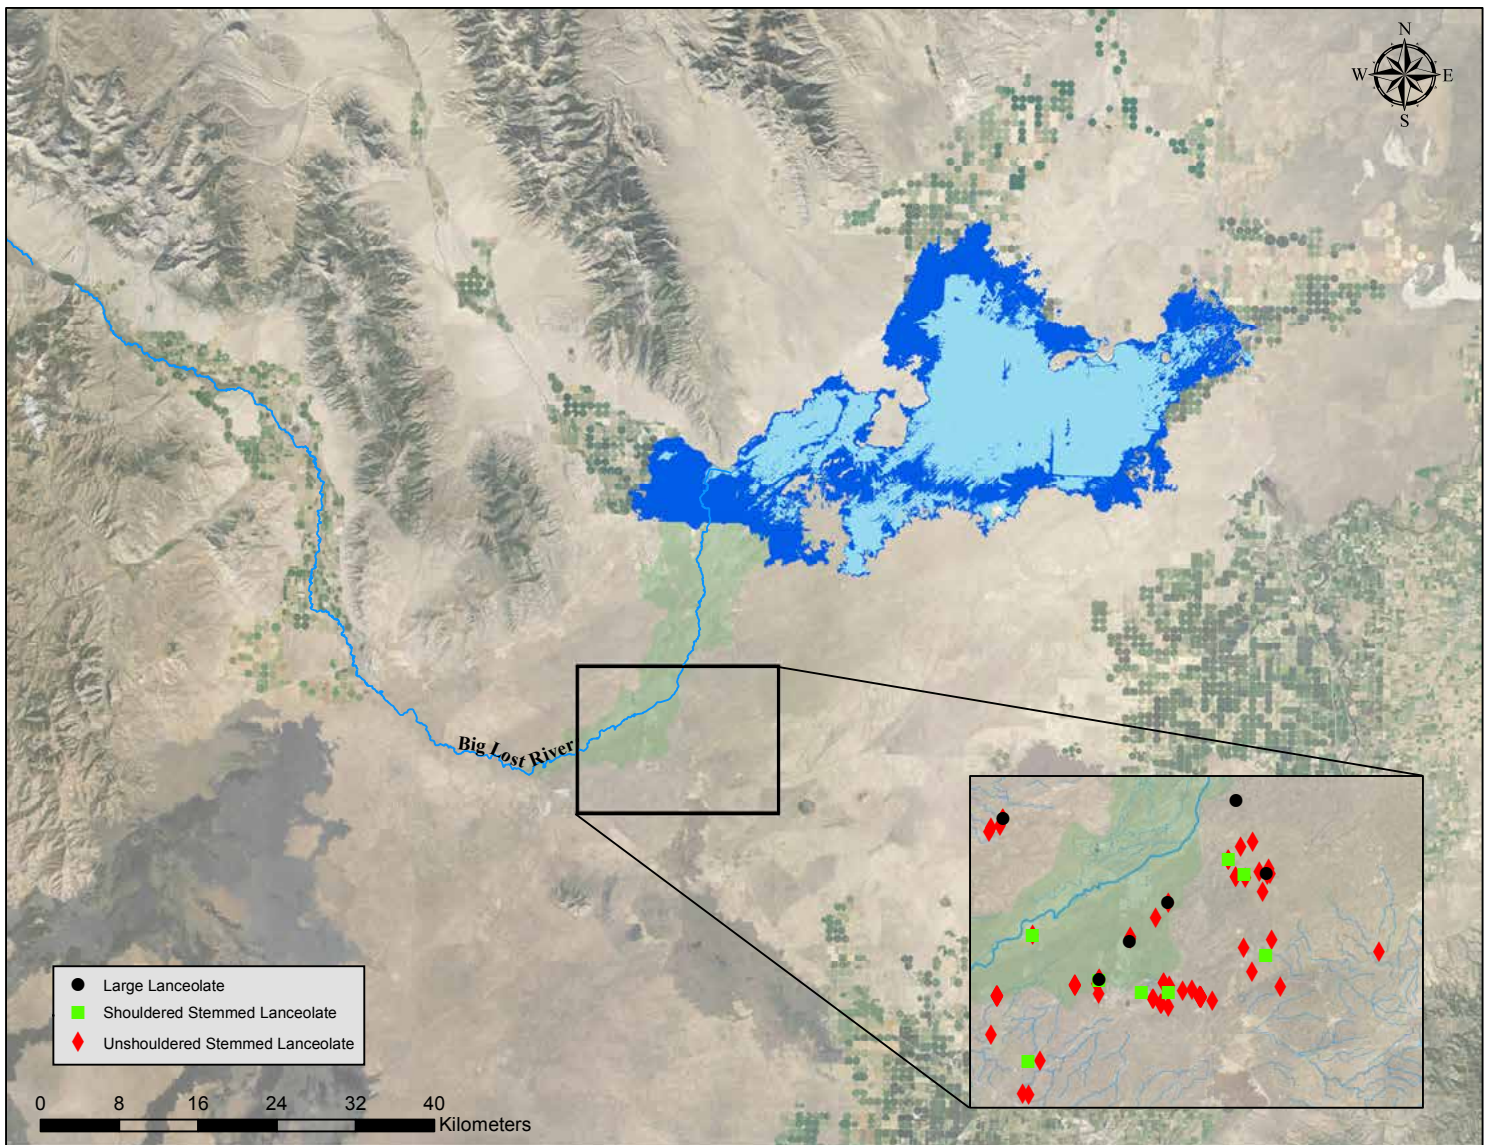 N
W E
S
Big Lost River
Large Lanceolate
Shouldered Stemmed Lanceolate
Unshouldered Stemmed Lanceolate
0 8 16 24 32 40
Kilometers